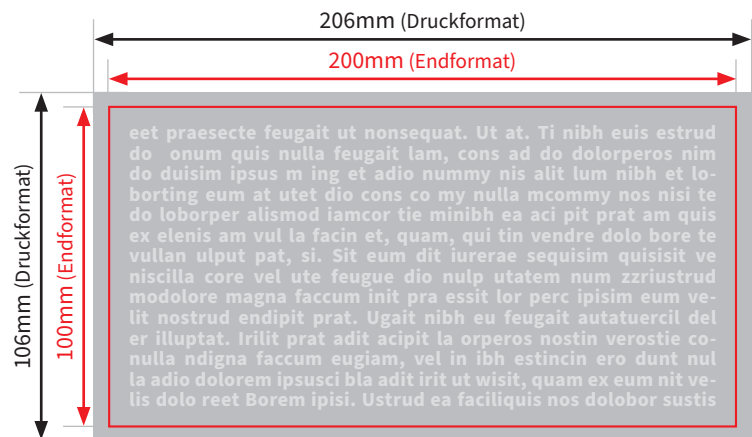 206mm (Druckformat)
200mm (Endformat)
106mm (Druckformat)
100mm (Endformat)
eet praesecte feugait ut nonsequat. Ut at. Ti nibh euis estrud
do onum quis nulla feugait lam, cons ad do dolorperos nim
do duisim ipsus m ing et adio nummy r is alit lum nibh et lo-
borting eum at utet dio cons co my nulla mcommy nos nisi te
do loborper alismod iamcor tie minibh ea aci pit prat am quis
ex elenis am vul la facin et, quam, qui tin vendre dolo bore te
vullan ulput pat, si. Sit eum dit iurerae sequisim quisisit ve
niscilla core vel ute feugue dio nulp utatem num zzriustrud
modolore magna faccum init pra essit lor perc ipisim eum ve-
lit nostrud endipit prat. Ugait nibh eu feugait autatuercil del
er illuptat. Irilit prat adit acipit la orperos nostin verostie co-
nulla ndigna faccum eugiam, vel in ibh estincin ero dunt nul
la adio dolorem ipsusci bla adit irit ut wisit, quam ex eum nit ve-
lis dolo reet Borem ipisi. Ustrud ea faciliquis nos dolobor sustis